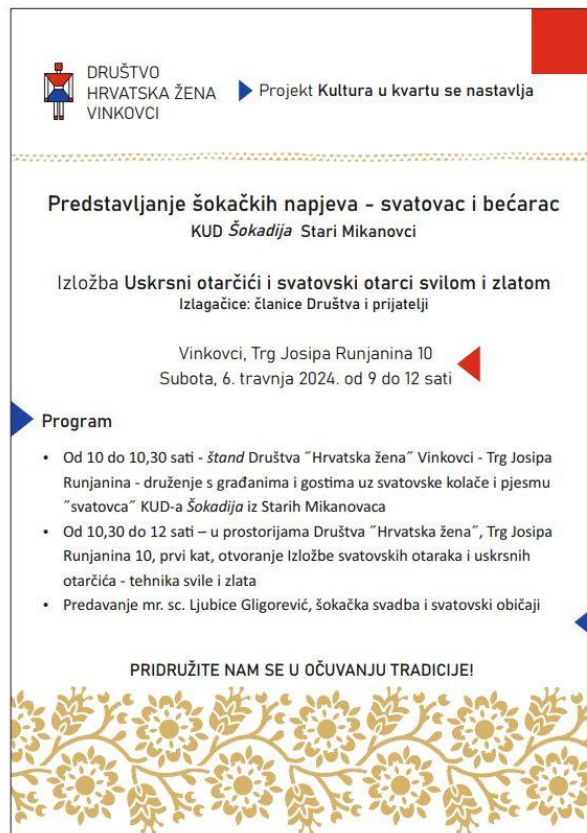 DRUŠTVO
HRVATSKA ŽENA
VINKOVCI
Projekt Kultura u kvartu se nastavlja
Predstavljanje šokačkih napjeva - svatovac i bećarac
KUD Šokadija Stari Mikanovci
Izložba Uskrsni otarčići i svatovski otarci svilom i zlatom
Izlagačice: članice Društva i prijatelji
Vinkovci, Trg Josipa Runjanina 10
Subota, 6. travnja 2024. od 9 do 12 sati
Program
• Od 10 do 10,30 sati - štand Društva ˝Hrvatska žena˝ Vinkovci - Trg Josipa
Runjanina - druženje s građanima i gostima uz svatovske kolače i pjesmu
˝svatovca˝ KUD-a Šokadija iz Starih Mikanovaca
• Od 10,30 do 12 sati – u prostorijama Društva ˝Hrvatska žena˝, Trg Josipa
Runjanina 10, prvi kat, otvoranje Izložbe svatovskih otaraka i uskrsnih
otarčića - tehnika svile i zlata
• Predavanje mr. sc. Ljubice Gligorević, šokačka svadba i svatovski običaji
PRIDRUŽITE NAM SE U OČUVANJU TRADICIJE!